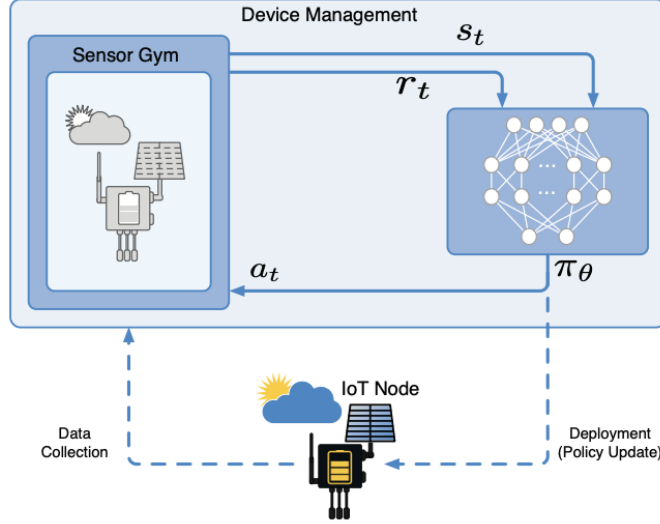 Device Management
Sensor Gym
s_t
r_t
...
...
a_t
π_θ
IoT Node
Data
Collection
Deployment
(Policy Update)